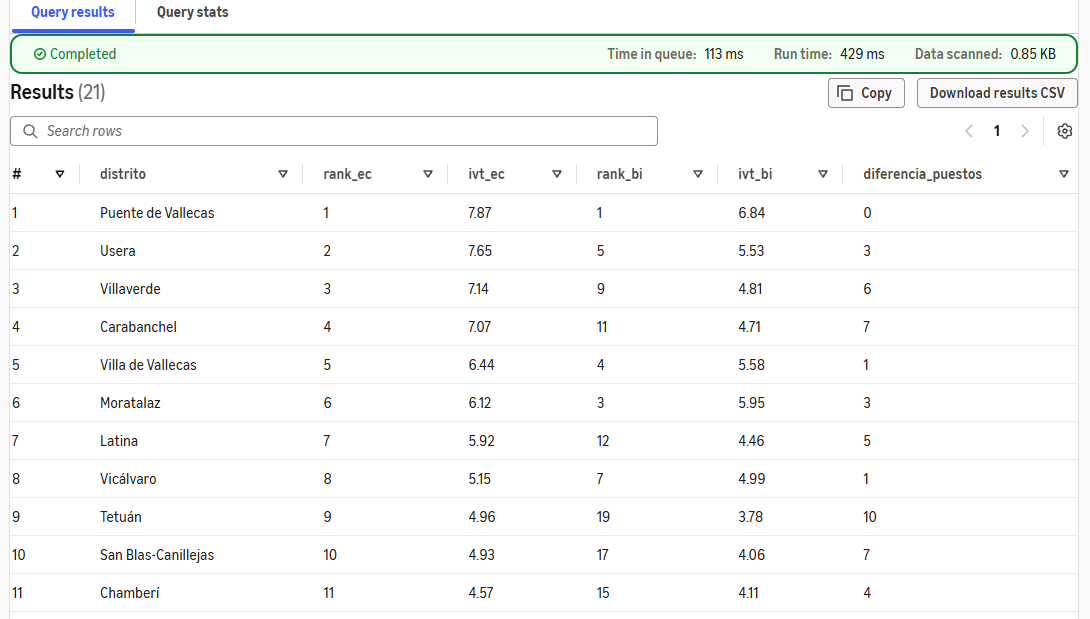 Query results Query stats
Completed Time in queue: 113 ms Run time: 429 ms Data scanned: 0.85 KB
Results (21) Copy Download results CSV
Search rows 1
# distrito rank_ec ivt_ec rank_bi ivt_bi diferencia_puestos
1 Puente de Vallecas 1 7.87 1 6.84 0
2 Usera 2 7.65 5 5.53 3
3 Villaverde 3 7.14 9 4.81 6
4 Carabanchel 4 7.07 11 4.71 7
5 Villa de Vallecas 5 6.44 4 5.58 1
6 Moratalaz 6 6.12 3 5.95 3
7 Latina 7 5.92 12 4.46 5
8 Vicálvaro 8 5.15 7 4.99 1
9 Tetuán 9 4.96 19 3.78 10
10 San Blas-Canillejas 10 4.93 17 4.06 7
11 Chamberí 11 4.57 15 4.11 4